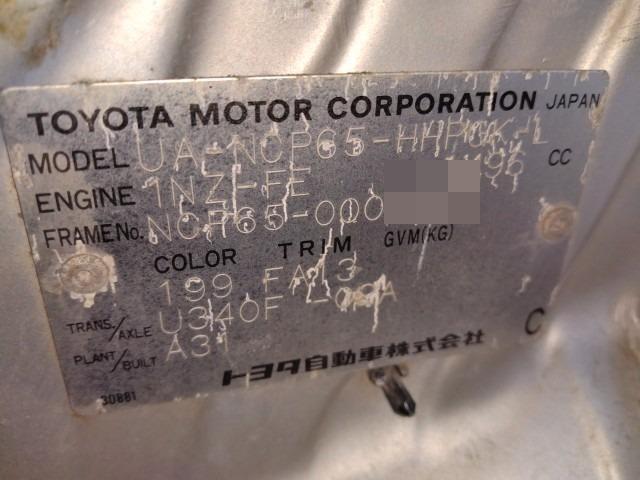 TOYOTA MOTOR CORPORATION JAPAN
MODEL UA-NCP65-
ENGINE 1NZ-FE CC
FRAME No. NCP65-000
COLOR TRIM GVM(KG)
199 FA13
TRANS./AXLE U340F
PLANT/BUILT A31 C
トヨタ自動車株式会社
30881